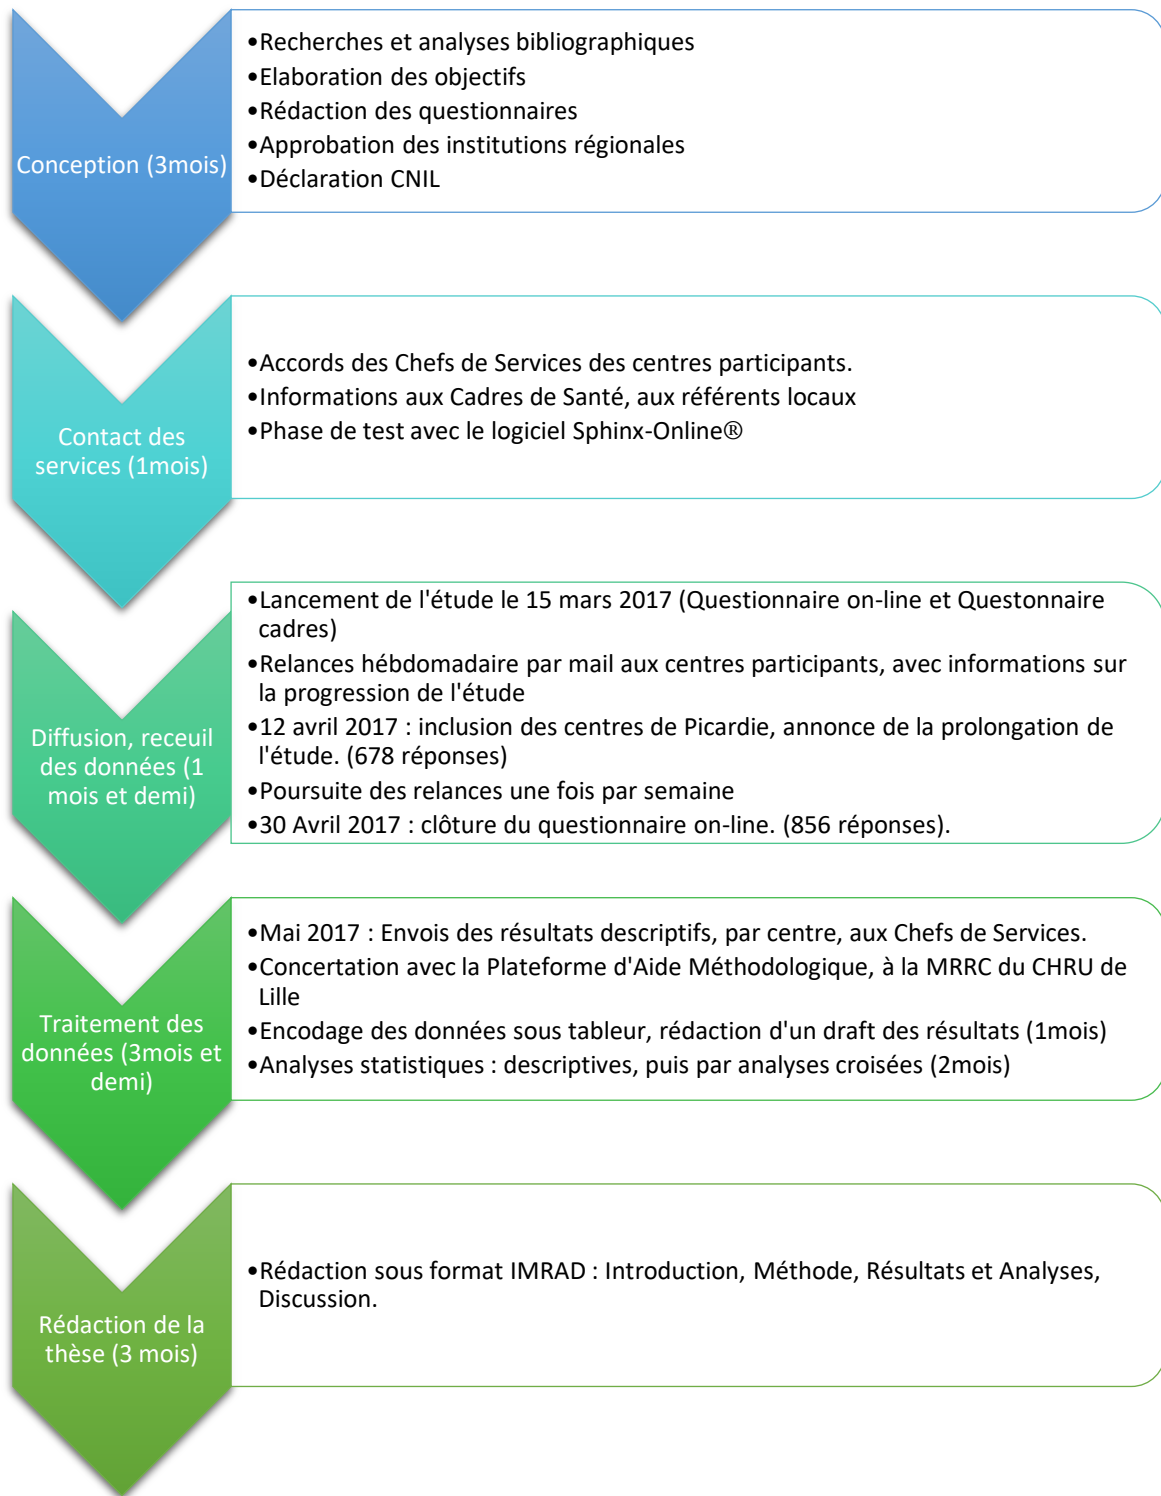 Conception (3mois)
•Recherches et analyses bibliographiques
•Elaboration des objectifs
•Rédaction des questionnaires
•Approbation des institutions régionales
•Déclaration CNIL
Contact des
services (1mois)
•Accords des Chefs de Services des centres participants.
•Informations aux Cadres de Santé, aux référents locaux
•Phase de test avec le logiciel Sphinx-Online®
Diffusion, receuil
des données (1
mois et demi)
•Lancement de l'étude le 15 mars 2017 (Questionnaire on-line et Questonnaire
cadres)
•Relances hébdomadaire par mail aux centres participants, avec informations sur
la progression de l'étude
•12 avril 2017 : inclusion des centres de Picardie, annonce de la prolongation de
l'étude. (678 réponses)
•Poursuite des relances une fois par semaine
•30 Avril 2017 : clôture du questionnaire on-line. (856 réponses).
Traitement des
données (3mois et
demi)
•Mai 2017 : Envois des résultats descriptifs, par centre, aux Chefs de Services.
•Concertation avec la Plateforme d'Aide Méthodologique, à la MRRC du CHRU de
Lille
•Encodage des données sous tableur, rédaction d'un draft des résultats (1mois)
•Analyses statistiques : descriptives, puis par analyses croisées (2mois)
Rédaction de la
thèse (3 mois)
•Rédaction sous format IMRAD : Introduction, Méthode, Résultats et Analyses,
Discussion.